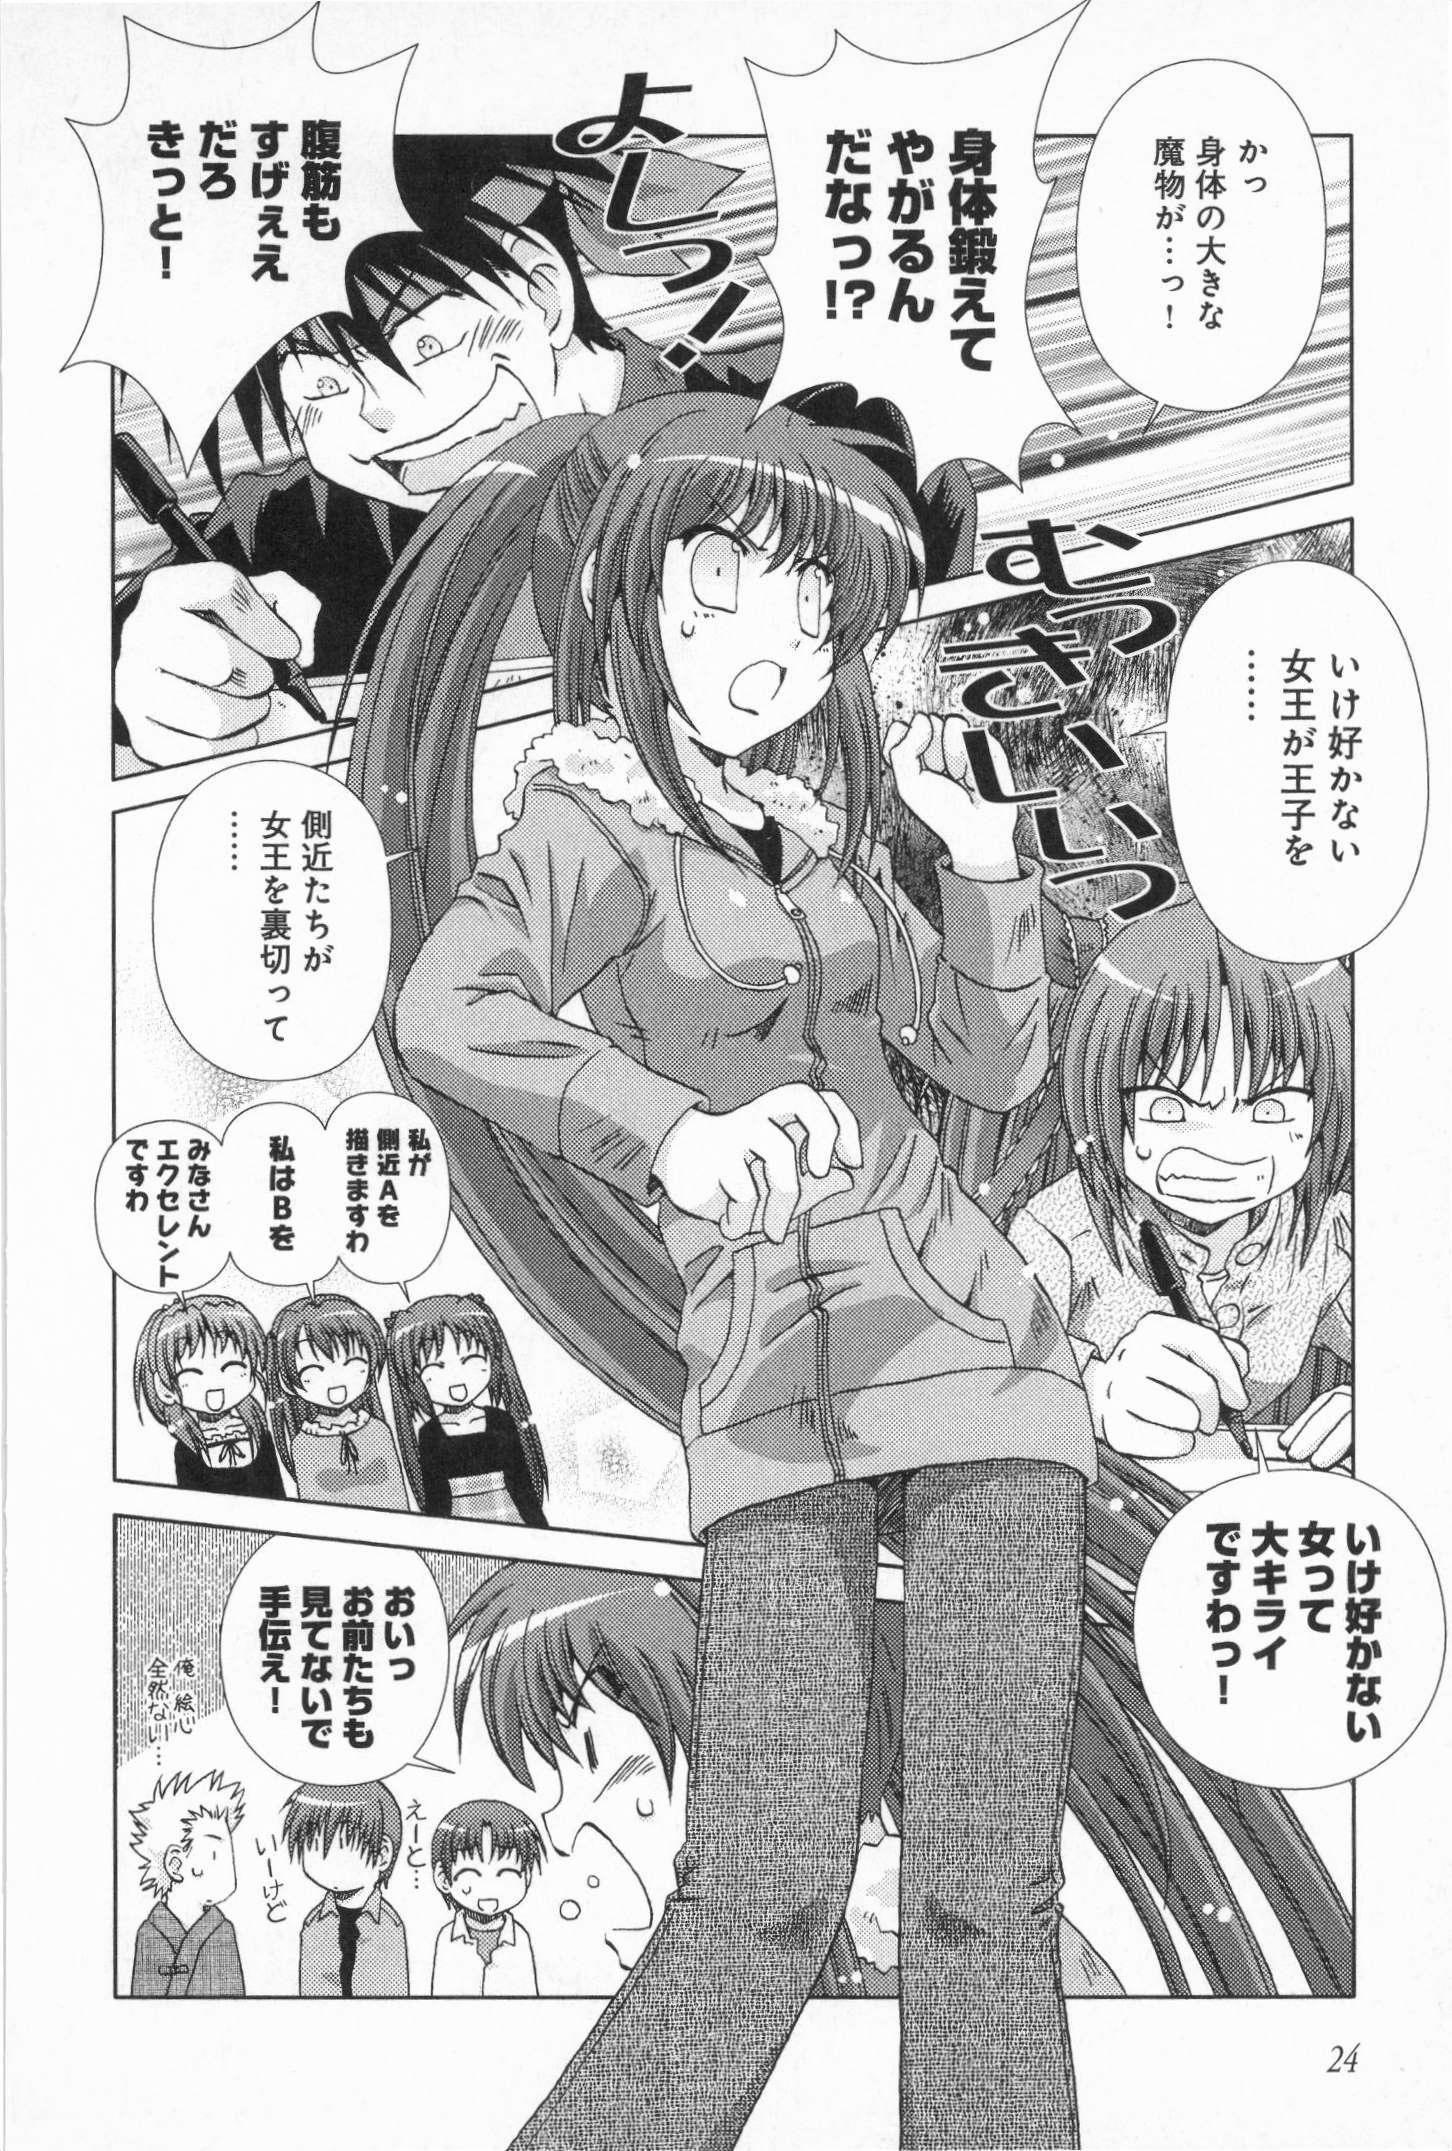 かっ
身体の大きな
魔物が…っ!
身体鍛えて
やがるん
だなっ!?
よしっ!
腹筋も
すげぇぇ
だろ
きっと!
いけ好かない
女王が王子を
……
むっきいいっ
いけ好かない
女って
大キライ
ですわっ!
側近たちが
女王を裏切って
……
私が
側近Aを
描きますわ
私はBを
みなさん
エクセレント
ですわ
おいっ
お前たちも
見てないで
手伝え!
えーと…
いーけど
俺 絵心
全然ない…
24